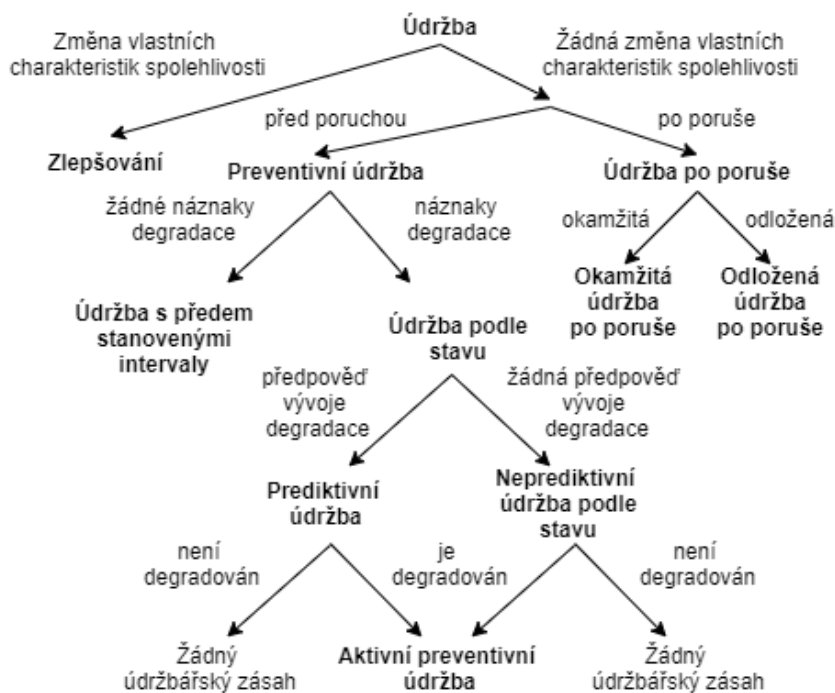 Údržba
Změna vlastních
charakteristik spolehlivosti
Žádná změna vlastních
charakteristik spolehlivosti
před poruchou
po poruše
Zlepšování
Preventivní údržba
Údržba po poruše
žádné náznaky
degradace
náznaky
degradace
okamžitá
odložená
Údržba s předem
stanovenými
intervaly
Údržba podle
stavu
Okamžitá
údržba
po poruše
Odložená
údržba
po poruše
předpověď
vývoje
degradace
žádná předpověď
vývoje
degradace
Prediktivní
údržba
Neprediktivní
údržba podle
stavu
není
degradován
je
degradován
není
degradován
Žádný
údržbářský zásah
Aktivní preventivní
údržba
Žádný
údržbářský zásah